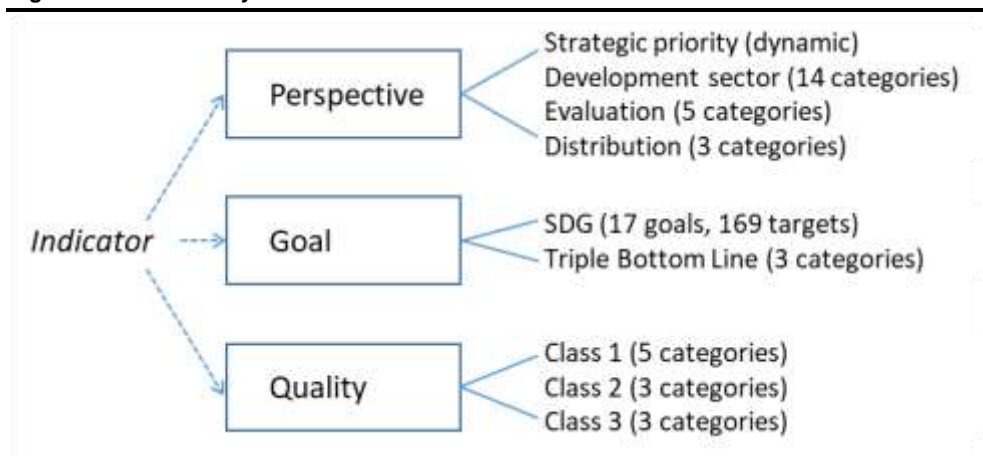 Strategic priority (dynamic)
Perspective
Development sector (14 categories)
Evaluation (5 categories)
Distribution (3 categories)
Indicator
Goal
SDG (17 goals, 169 targets)
Triple Bottom Line (3 categories)
Quality
Class 1 (5 categories)
Class 2 (3 categories)
Class 3 (3 categories)